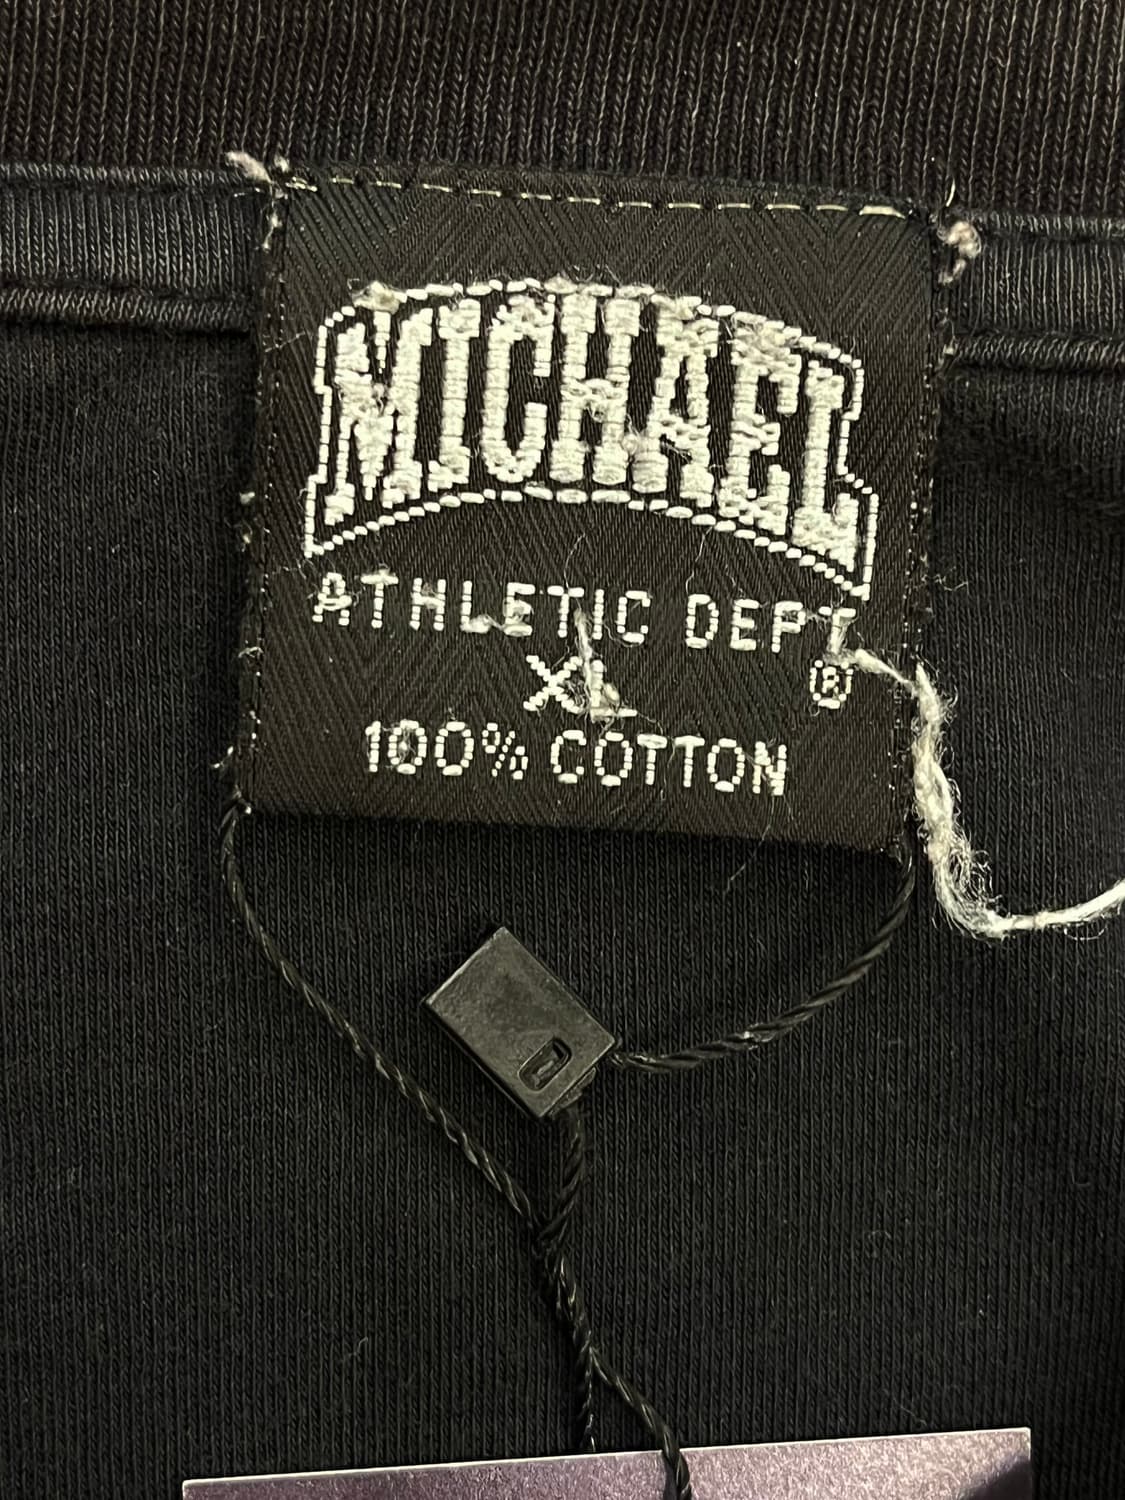 MICHAEL
ATHLETIC DEPT
XL ®
100% COTTON